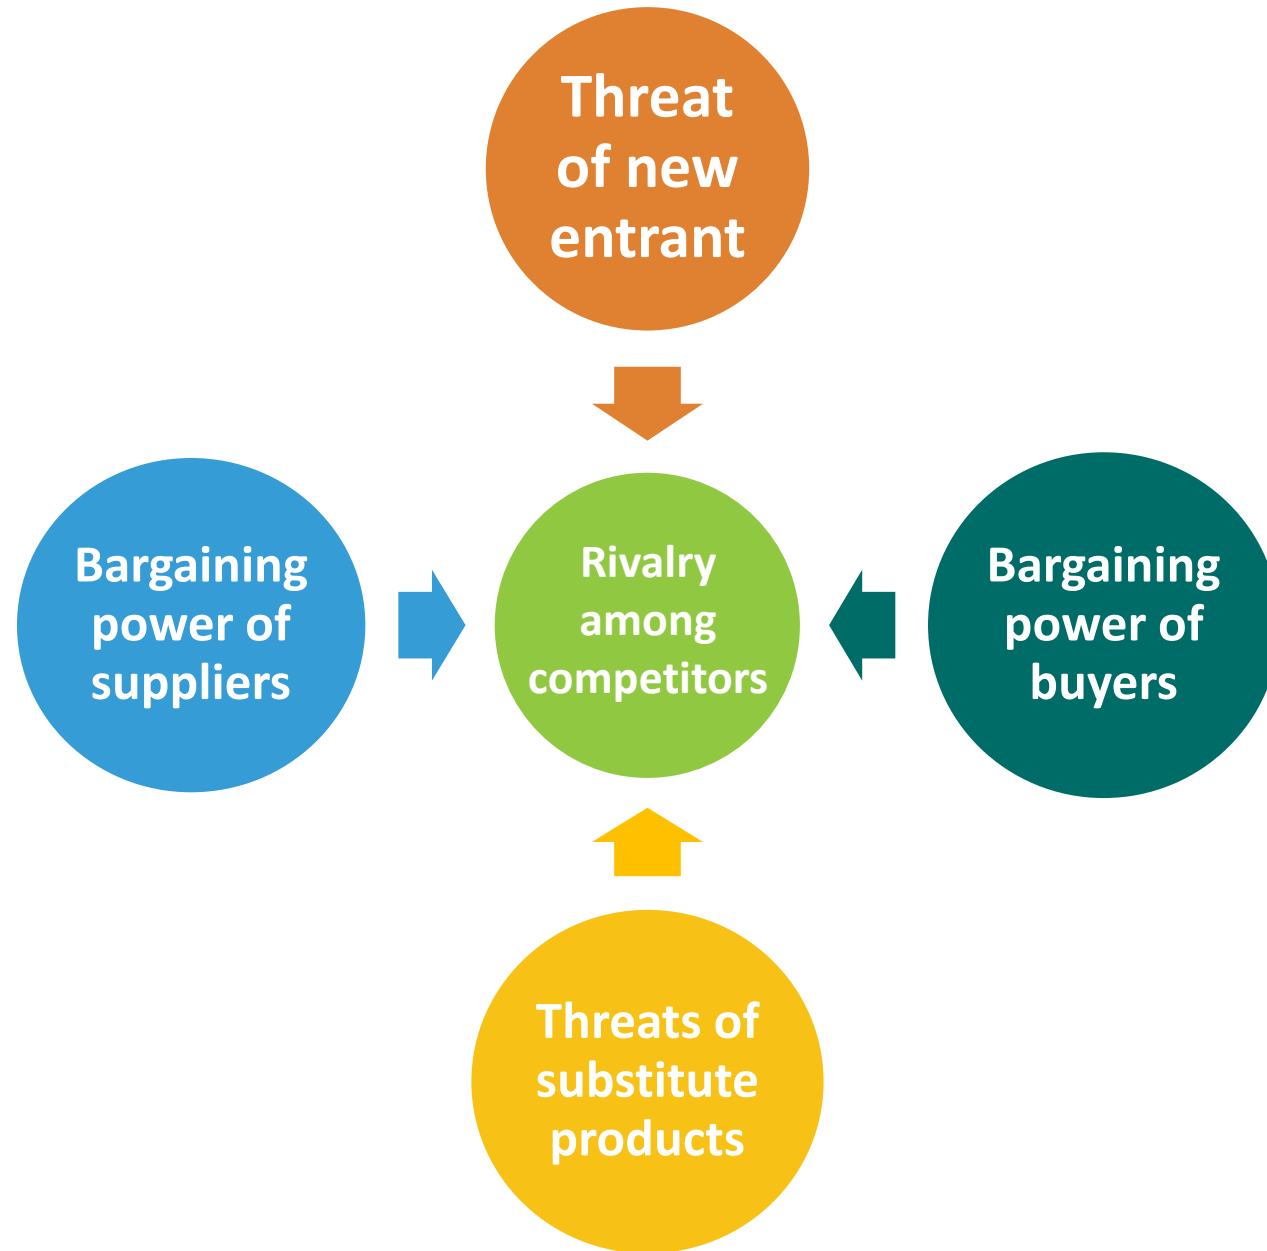 Threat
of new
entrant
Bargaining
power of
suppliers
Rivalry
among
competitors
Bargaining
power of
buyers
Threats of
substitute
products